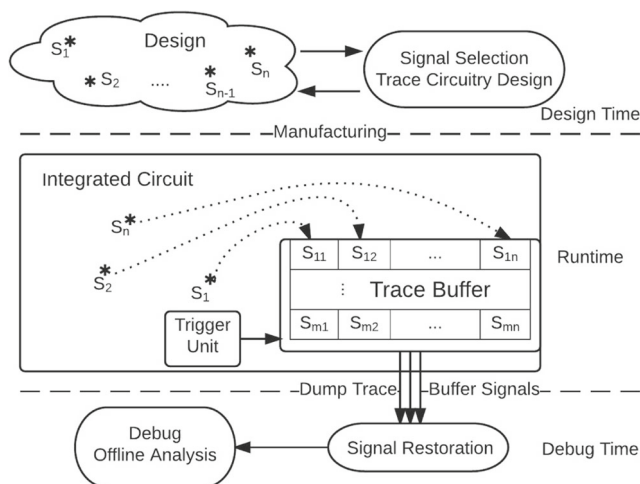 Design
S1*
* S2
....
* Sn-1
* Sn
Signal Selection
Trace Circuitry Design
Design Time
Manufacturing
Integrated Circuit
Sn*
* S2
* S1
S11 S12 ... S1n
⋮ Trace Buffer
Sm1 Sm2 ... Smn
Trigger
Unit
Runtime
Dump Trace Buffer Signals
Debug
Offline Analysis
Signal Restoration
Debug Time